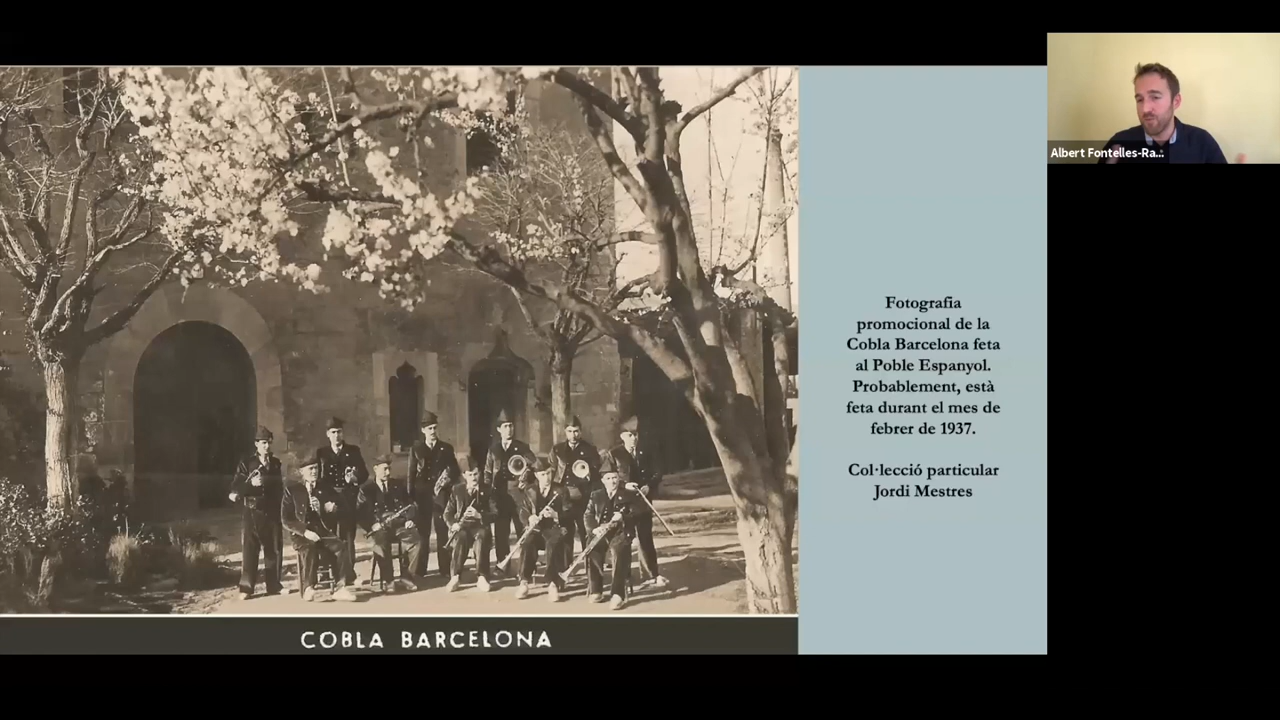 Albert Fontelles-Ra...
Fotografia
promocional de la
Cobla Barcelona feta
al Poble Espanyol.
Probablement, està
feta durant el mes de
febrer de 1937.
Col·lecció particular
Jordi Mestres
COBLA BARCELONA